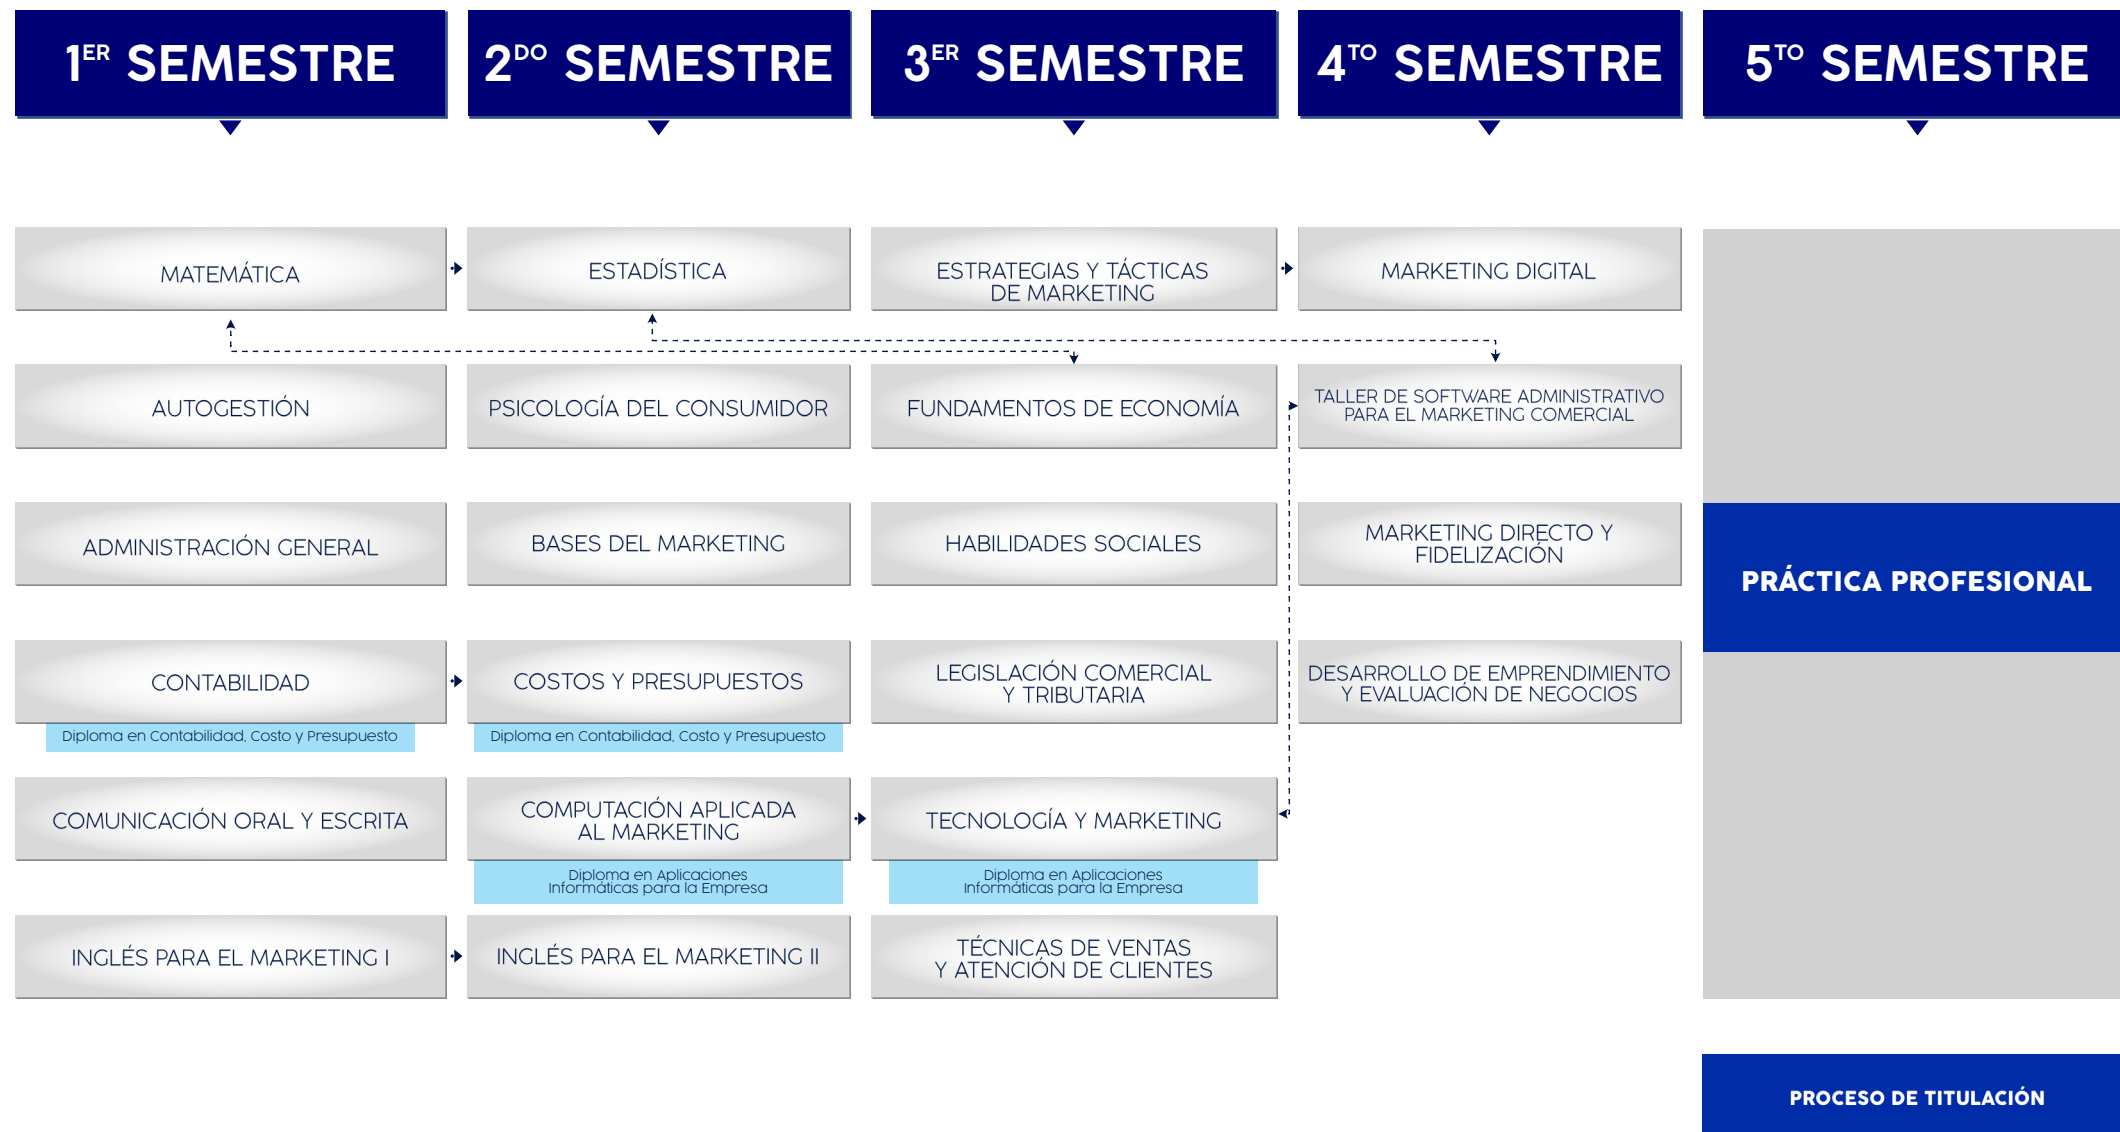 1ER SEMESTRE
2DO SEMESTRE
3ER SEMESTRE
4TO SEMESTRE
5TO SEMESTRE
MATEMÁTICA
ESTADÍSTICA
ESTRATEGIAS Y TÁCTICAS
DE MARKETING
MARKETING DIGITAL
AUTOGESTIÓN
PSICOLOGÍA DEL CONSUMIDOR
FUNDAMENTOS DE ECONOMÍA
TALLER DE SOFTWARE ADMINISTRATIVO
PARA EL MARKETING COMERCIAL
ADMINISTRACIÓN GENERAL
BASES DEL MARKETING
HABILIDADES SOCIALES
MARKETING DIRECTO Y
FIDELIZACIÓN
PRÁCTICA PROFESIONAL
CONTABILIDAD
Diploma en Contabilidad, Costo y Presupuesto
COSTOS Y PRESUPUESTOS
Diploma en Contabilidad, Costo y Presupuesto
LEGISLACIÓN COMERCIAL
Y TRIBUTARIA
DESARROLLO DE EMPRENDIMIENTO
Y EVALUACIÓN DE NEGOCIOS
COMUNICACIÓN ORAL Y ESCRITA
COMPUTACIÓN APLICADA
AL MARKETING
Diploma en Aplicaciones
Informáticas para la Empresa
TECNOLOGÍA Y MARKETING
Diploma en Aplicaciones
Informáticas para la Empresa
INGLÉS PARA EL MARKETING I
INGLÉS PARA EL MARKETING II
TÉCNICAS DE VENTAS
Y ATENCIÓN DE CLIENTES
PROCESO DE TITULACIÓN